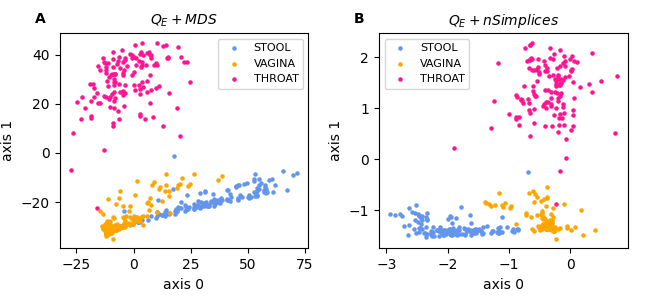 A
Q_E + MDS
STOOL
VAGINA
THROAT
axis 1
40
20
0
−20
−25
0
25
50
75
axis 0
B
Q_E + nSimplices
STOOL
VAGINA
THROAT
axis 1
2
1
0
−1
−3
−2
−1
0
axis 0